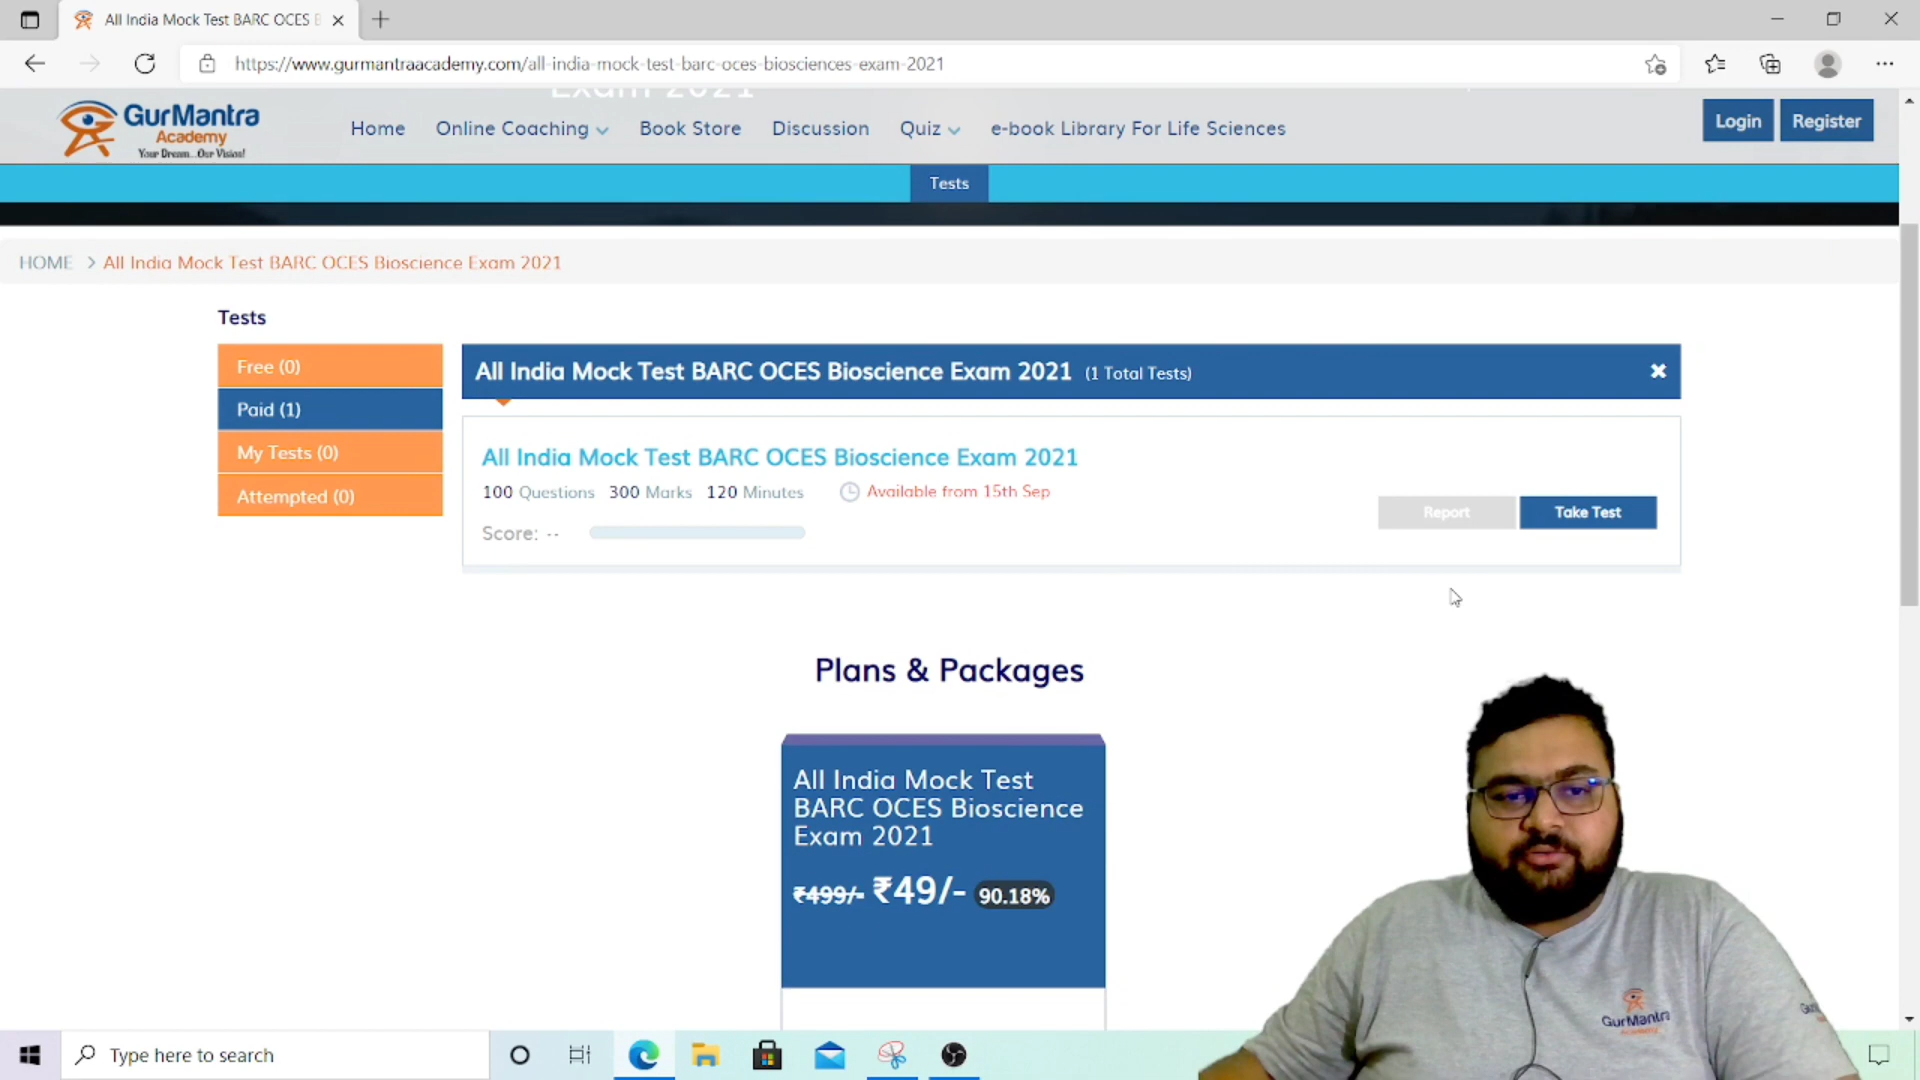 All India Mock Test BARC OCES
https://www.gurmantraacademy.com/all-india-mock-test-barc-oces-biosciences-exam-2021
Exam 2021
GurMantra
Academy
Your Dream...Our Vision!
Home
Online Coaching
Book Store
Discussion
Quiz
e-book Library For Life Sciences
Login
Register
Tests
HOME > All India Mock Test BARC OCES Bioscience Exam 2021
Tests
Free (0)
Paid (1)
My Tests (0)
Attempted (0)
All India Mock Test BARC OCES Bioscience Exam 2021 (1 Total Tests)
All India Mock Test BARC OCES Bioscience Exam 2021
100 Questions 300 Marks 120 Minutes Available from 15th Sep
Score: --
Report
Take Test
Plans & Packages
All India Mock Test
BARC OCES Bioscience
Exam 2021
₹499/- ₹49/- 90.18%
GurMantra
Type here to search